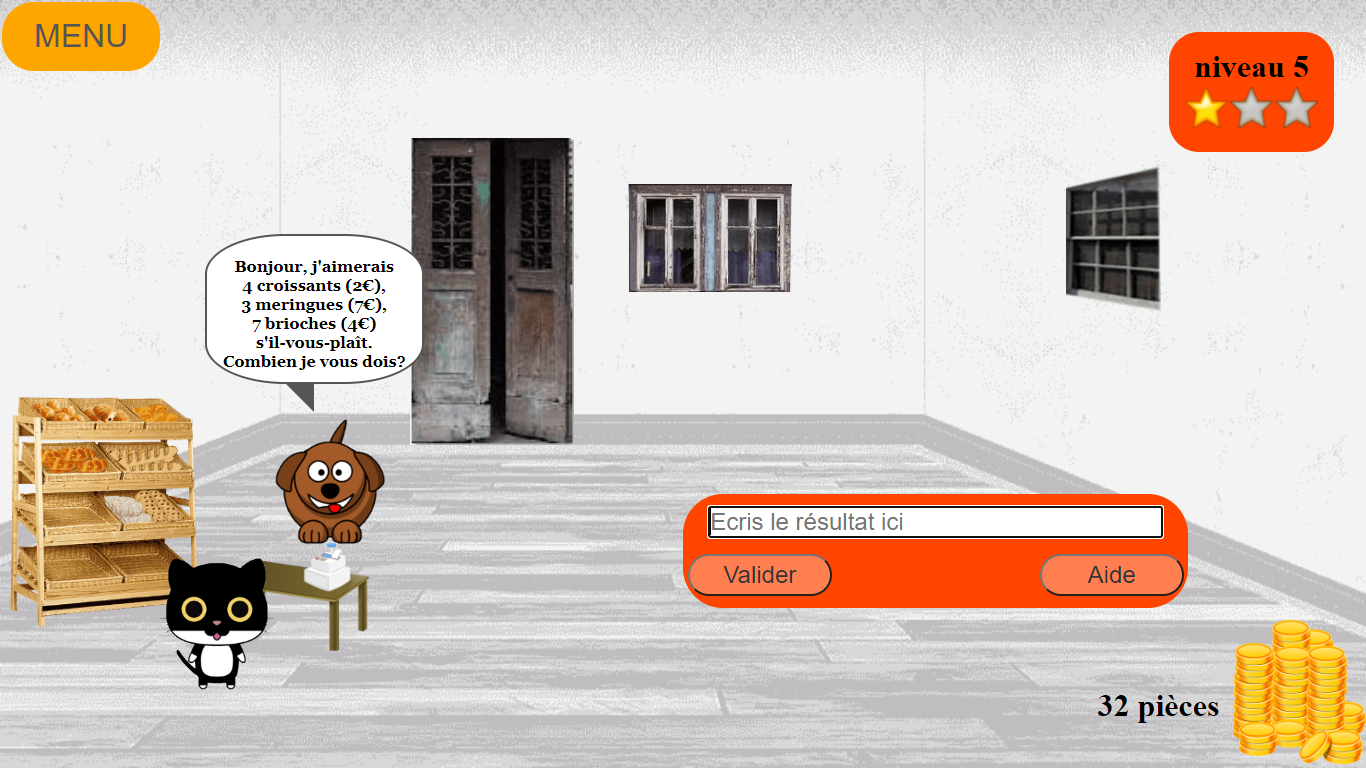 MENU
niveau 5
Bonjour, j'aimerais
4 croissants (2€),
3 meringues (7€),
7 brioches (4€)
s'il-vous-plaît.
Combien je vous dois?
Ecris le résultat ici
Valider
Aide
32 pièces